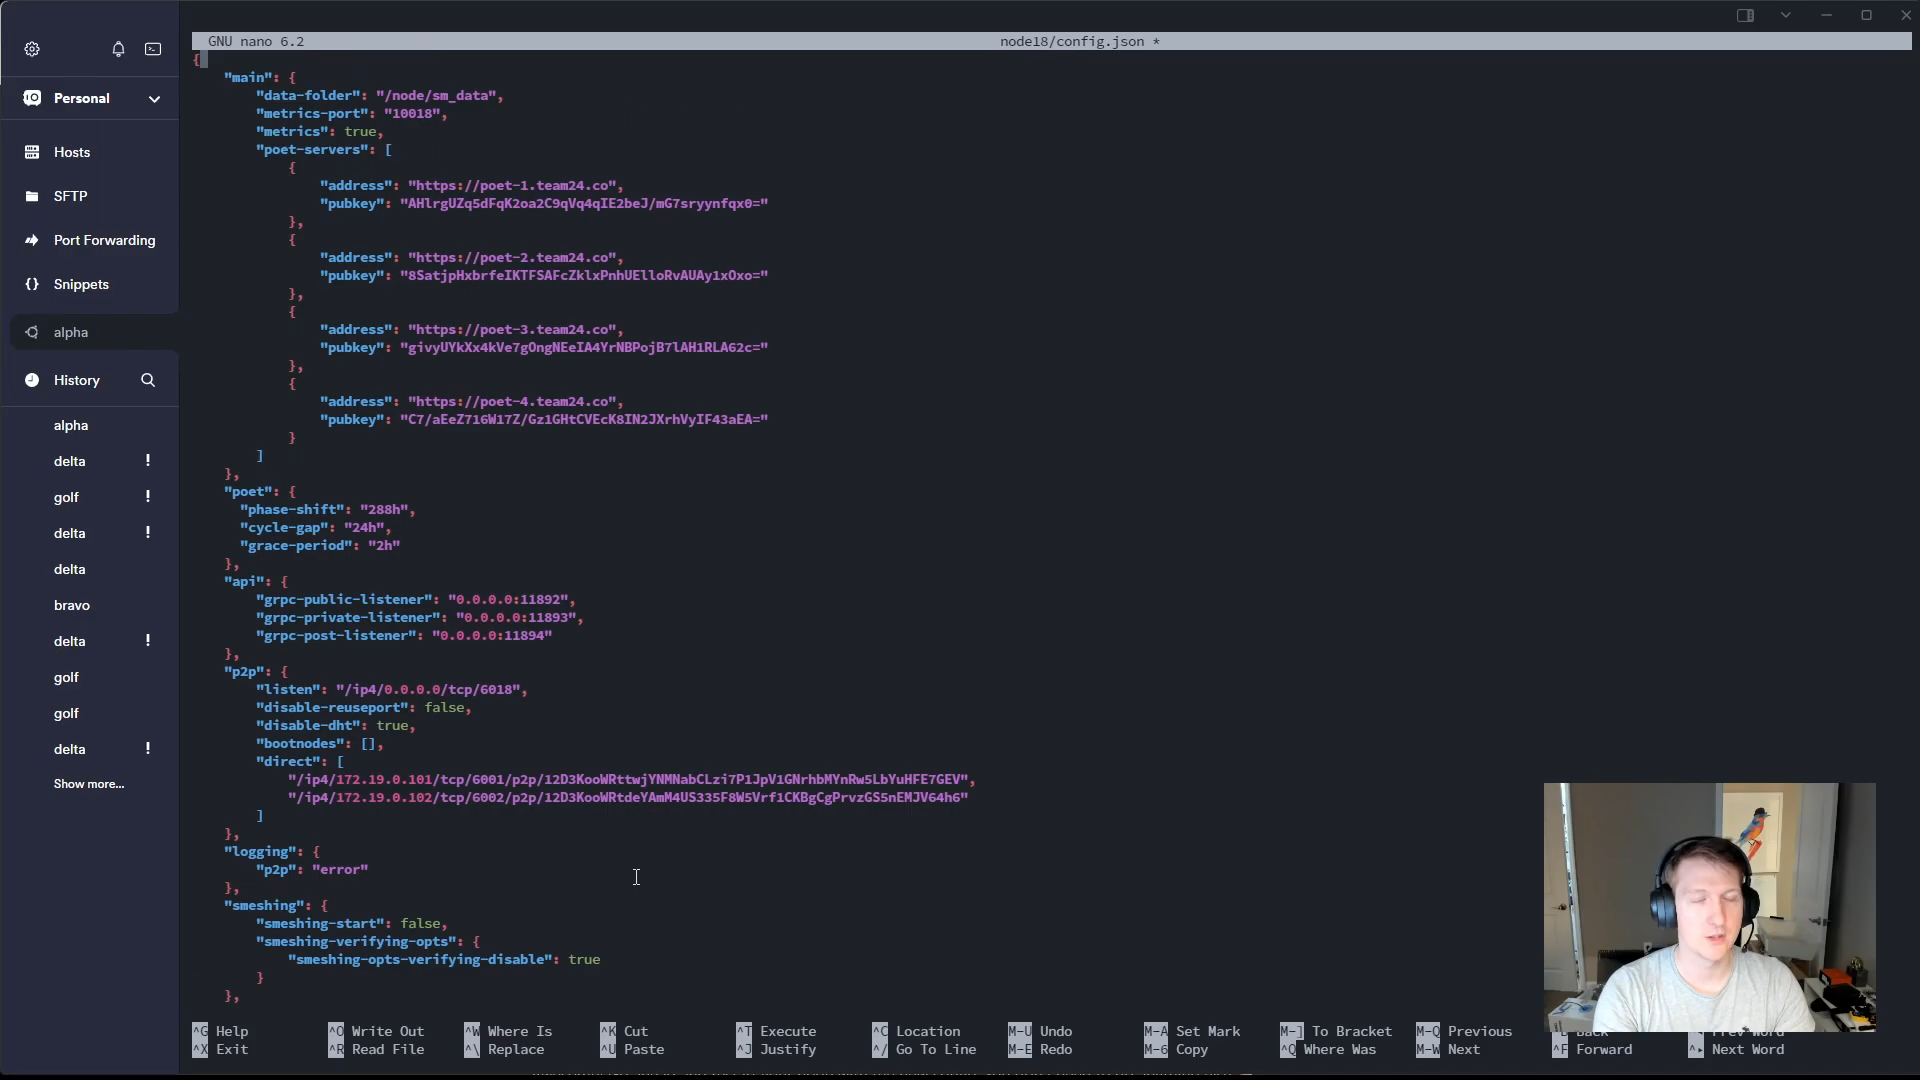 GNU nano 6.2 node18/config.json *
Personal
Hosts
SFTP
Port Forwarding
Snippets
alpha
History
alpha
delta !
golf !
delta !
delta
bravo
delta !
golf
golf
delta !
Show more...
{
"main": {
"data-folder": "/node/sm_data",
"metrics-port": "10018",
"metrics": true,
"poet-servers": [
{
"address": "https://poet-1.team24.co",
"pubkey": "AHlrgUZq5dFqK2oa2C9qVq4qIE2beJ/mG7sryynfqx0="
},
{
"address": "https://poet-2.team24.co",
"pubkey": "8SatjpHxbrfeIKTFSAFcZklxPnhUElloRvAUAy1xOxo="
},
{
"address": "https://poet-3.team24.co",
"pubkey": "givyUYkXx4kVe7gOngNEeIA4YrNBPojB7lAH1RLA62c="
},
{
"address": "https://poet-4.team24.co",
"pubkey": "C7/aEeZ716W17Z/Gz1GHtCVEcK8IN2JXrhVyIF43aEA="
}
]
},
"poet": {
"phase-shift": "288h",
"cycle-gap": "24h",
"grace-period": "2h"
},
"api": {
"grpc-public-listener": "0.0.0.0:11892",
"grpc-private-listener": "0.0.0.0:11893",
"grpc-post-listener": "0.0.0.0:11894"
},
"p2p": {
"listen": "/ip4/0.0.0.0/tcp/6018",
"disable-reuseport": false,
"disable-dht": true,
"bootnodes": [],
"direct": [
"/ip4/172.19.0.101/tcp/6001/p2p/12D3KooWRttwjYNMNabCLzi7P1JpV1GNrhbMYnRw5LbYuHFE7GEV",
"/ip4/172.19.0.102/tcp/6002/p2p/12D3KooWRtdeYAmM4US335F8W5Vrf1CKBgCgPrvzGS5nEMJV64h6"
]
},
"logging": {
"p2p": "error"
},
"smeshing": {
"smeshing-start": false,
"smeshing-verifying-opts": {
"smeshing-opts-verifying-disable": true
}
},
^G Help ^O Write Out ^W Where Is ^K Cut ^T Execute ^C Location M-U Undo M-A Set Mark M-] To Bracket M-Q Previous
^X Exit ^R Read File ^\ Replace ^U Paste ^J Justify ^/ Go To Line M-E Redo M-6 Copy ^Q Where Was M-W Next ^F Forward ^▸ Next Word